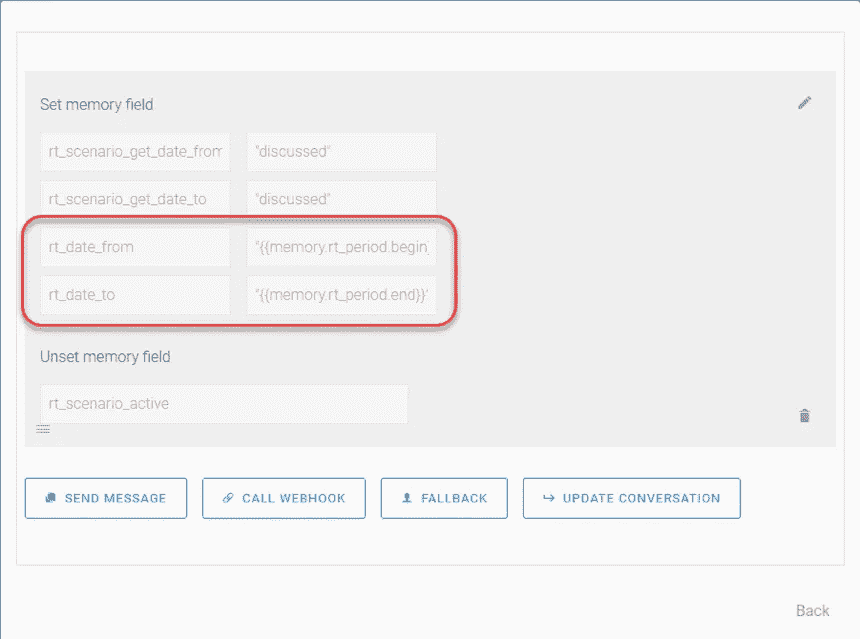 Set memory field
rt_scenario_get_date_from "discussed"
rt_scenario_get_date_to "discussed"
rt_date_from "{{memory.rt_period.begin
rt_date_to "{{memory.rt_period.end}}"
Unset memory field
rt_scenario_active
SEND MESSAGE CALL WEBHOOK FALLBACK UPDATE CONVERSATION
Back